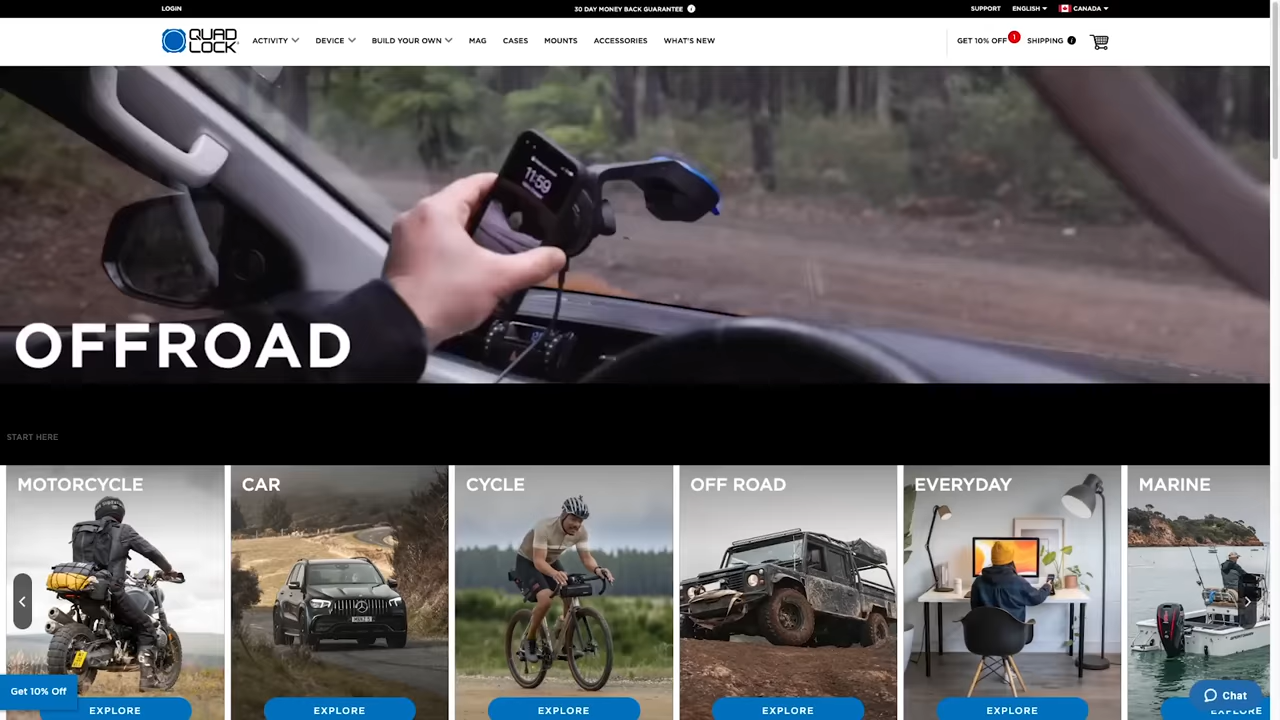 LOGIN
30 DAY MONEY BACK GUARANTEE
SUPPORT ENGLISH CANADA
QUAD LOCK
ACTIVITY DEVICE BUILD YOUR OWN MAG CASES MOUNTS ACCESSORIES WHAT'S NEW
GET 10% OFF 1 SHIPPING
11:59
OFFROAD
START HERE
MOTORCYCLE CAR CYCLE OFF ROAD EVERYDAY MARINE
Get 10% Off
Chat
EXPLORE EXPLORE EXPLORE EXPLORE EXPLORE EXPLORE